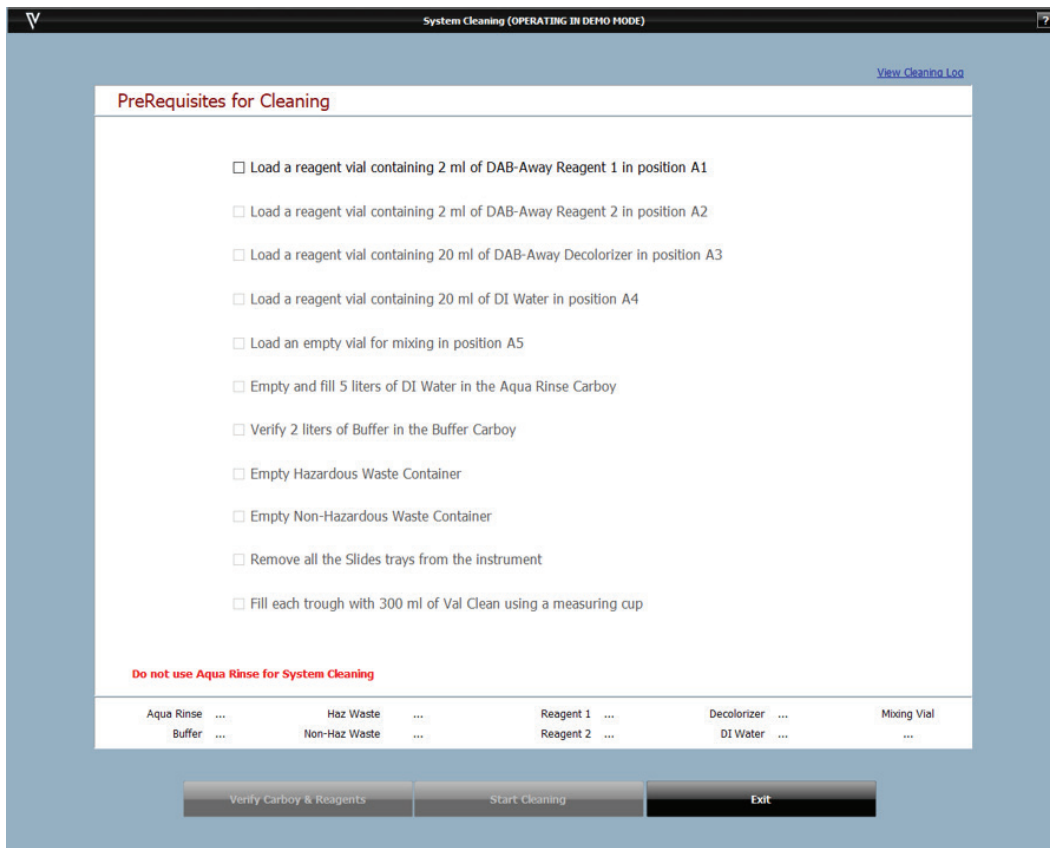 System Cleaning (OPERATING IN DEMO MODE)
?
View Cleaning Log
PreRequisites for Cleaning
Load a reagent vial containing 2 ml of DAB-Away Reagent 1 in position A1
Load a reagent vial containing 2 ml of DAB-Away Reagent 2 in position A2
Load a reagent vial containing 20 ml of DAB-Away Decolorizer in position A3
Load a reagent vial containing 20 ml of DI Water in position A4
Load an empty vial for mixing in position A5
Empty and fill 5 liters of DI Water in the Aqua Rinse Carboy
Verify 2 liters of Buffer in the Buffer Carboy
Empty Hazardous Waste Container
Empty Non-Hazardous Waste Container
Remove all the Slides trays from the instrument
Fill each trough with 300 ml of Val Clean using a measuring cup
Do not use Aqua Rinse for System Cleaning
Aqua Rinse ... Haz Waste ... Reagent 1 ... Decolorizer ... Mixing Vial
Buffer ... Non-Haz Waste ... Reagent 2 ... DI Water ... ...
Verify Carboy & Reagents Start Cleaning Exit